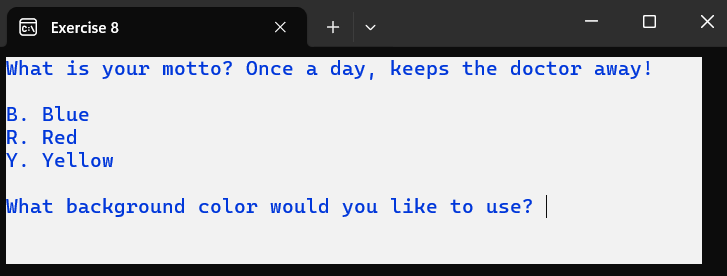 Exercise 8
What is your motto? Once a day, keeps the doctor away!
B. Blue
R. Red
Y. Yellow
What background color would you like to use?